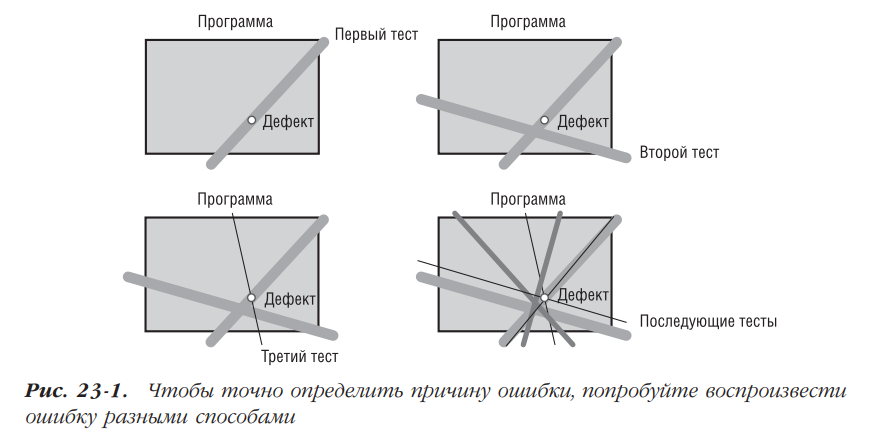 Программа
Первый тест
Дефект
Программа
Дефект
Второй тест
Программа
Дефект
Третий тест
Программа
Дефект
Последующие тесты
Рис. 23-1. Чтобы точно определить причину ошибки, попробуйте воспроизвести
ошибку разными способами